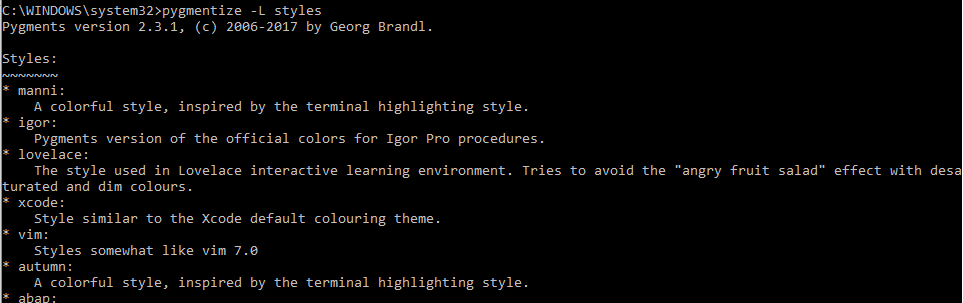 C:\WINDOWS\system32>pygmentize -L styles
Pygments version 2.3.1, (c) 2006-2017 by Georg Brandl.
Styles:
~~~~~~~
* manni:
    A colorful style, inspired by the terminal highlighting style.
* igor:
    Pygments version of the official colors for Igor Pro procedures.
* lovelace:
    The style used in Lovelace interactive learning environment. Tries to avoid the "angry fruit salad" effect with desa
turated and dim colours.
* xcode:
    Style similar to the Xcode default colouring theme.
* vim:
    Styles somewhat like vim 7.0
* autumn:
    A colorful style, inspired by the terminal highlighting style.
* abap: